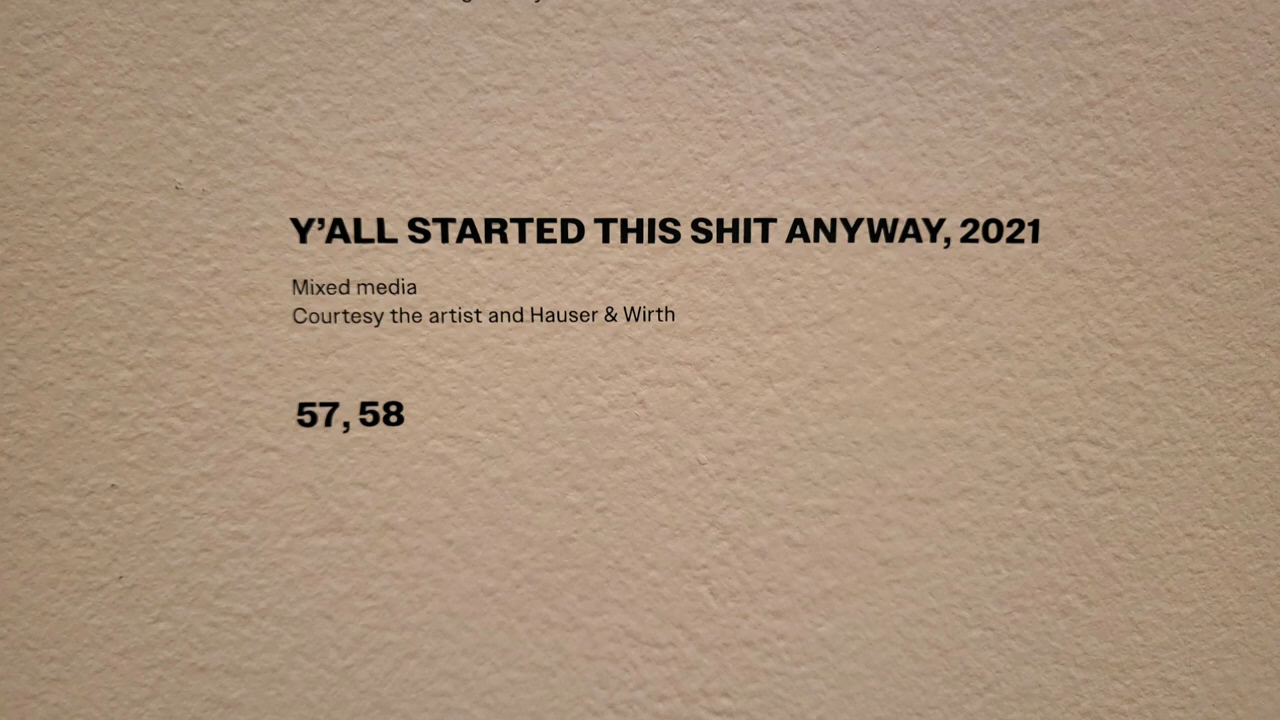 Y’ALL STARTED THIS SHIT ANYWAY, 2021
Mixed media
Courtesy the artist and Hauser & Wirth
57, 58